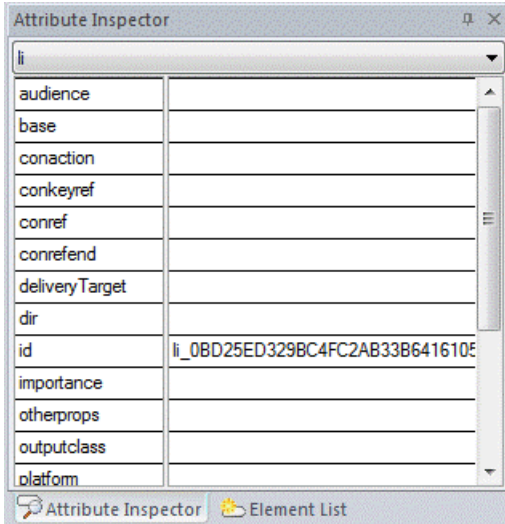 Attribute Inspector
li
audience
base
conaction
conkeyref
conref
conrefend
deliveryTarget
dir
id li_0BD25ED329BC4FC2AB33B6416105
importance
otherprops
outputclass
platform
Attribute Inspector Element List